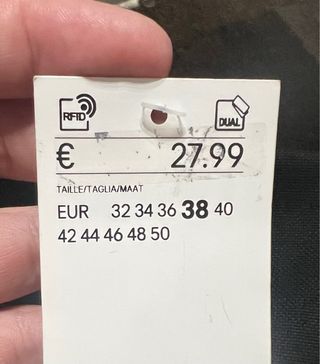 RFID
DUAL
€ 27.99
TAILLE/TAGLIA/MAAT
EUR 32 34 36 38 40
42 44 46 48 50